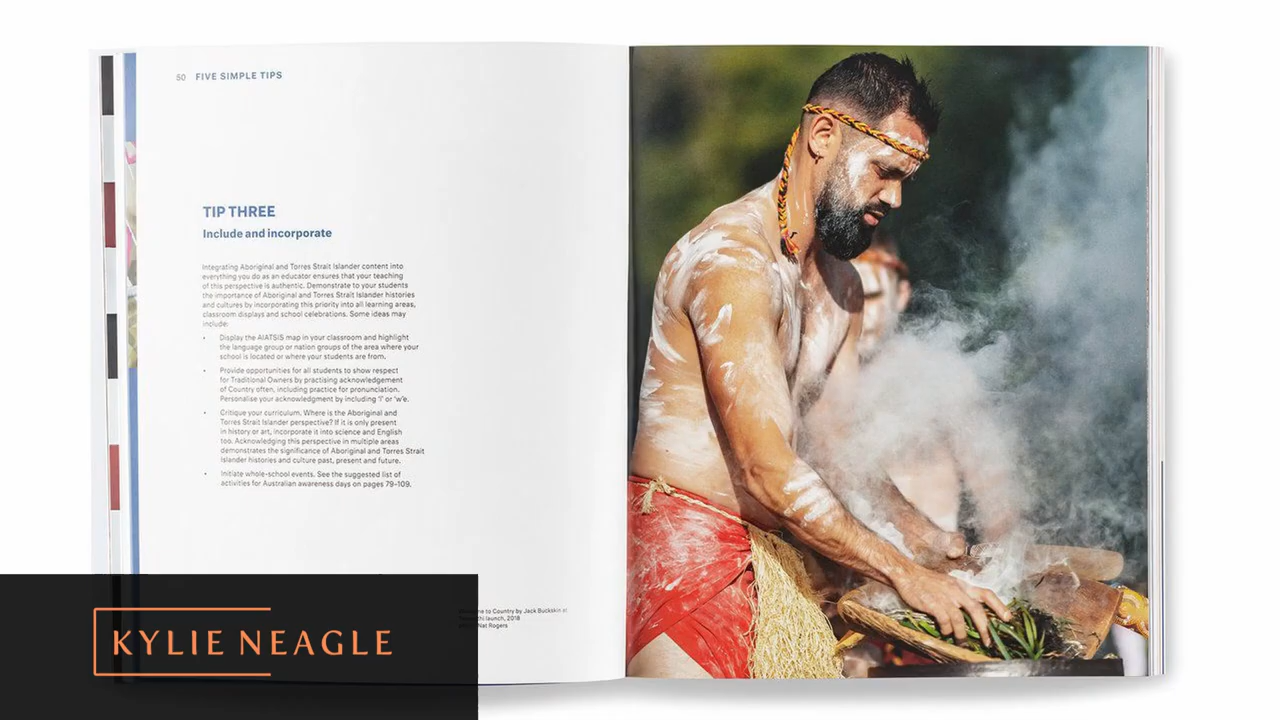 50 FIVE SIMPLE TIPS
TIP THREE
Include and incorporate
Integrating Aboriginal and Torres Strait Islander content into
everything you do as an educator ensures that your teaching
of this perspective is authentic. Demonstrate to your students
the importance of Aboriginal and Torres Strait Islander histories
and cultures by incorporating this priority into all learning areas,
classroom displays and school celebrations. Some ideas may
include:
• Display the AIATSIS map in your classroom and highlight
the language group or nation groups of the area where your
school is located or where your students are from.
• Provide opportunities for all students to show respect
for Traditional Owners by practising acknowledgement
of Country often, including practice for pronunciation.
Personalise your acknowledgment by including 'I' or 'w'e.
• Critique your curriculum. Where is the Aboriginal and
Torres Strait Islander perspective? If it is only present
in history or art, incorporate it into science and English
too. Acknowledging this perspective in multiple areas
demonstrates the significance of Aboriginal and Torres Strait
Islander histories and culture past, present and future.
• Initiate whole-school events. See the suggested list of
activities for Australian awareness days on pages 79–109.
to Country by Jack Buckskin at
launch, 2018
Nat Rogers
KYLIE NEAGLE